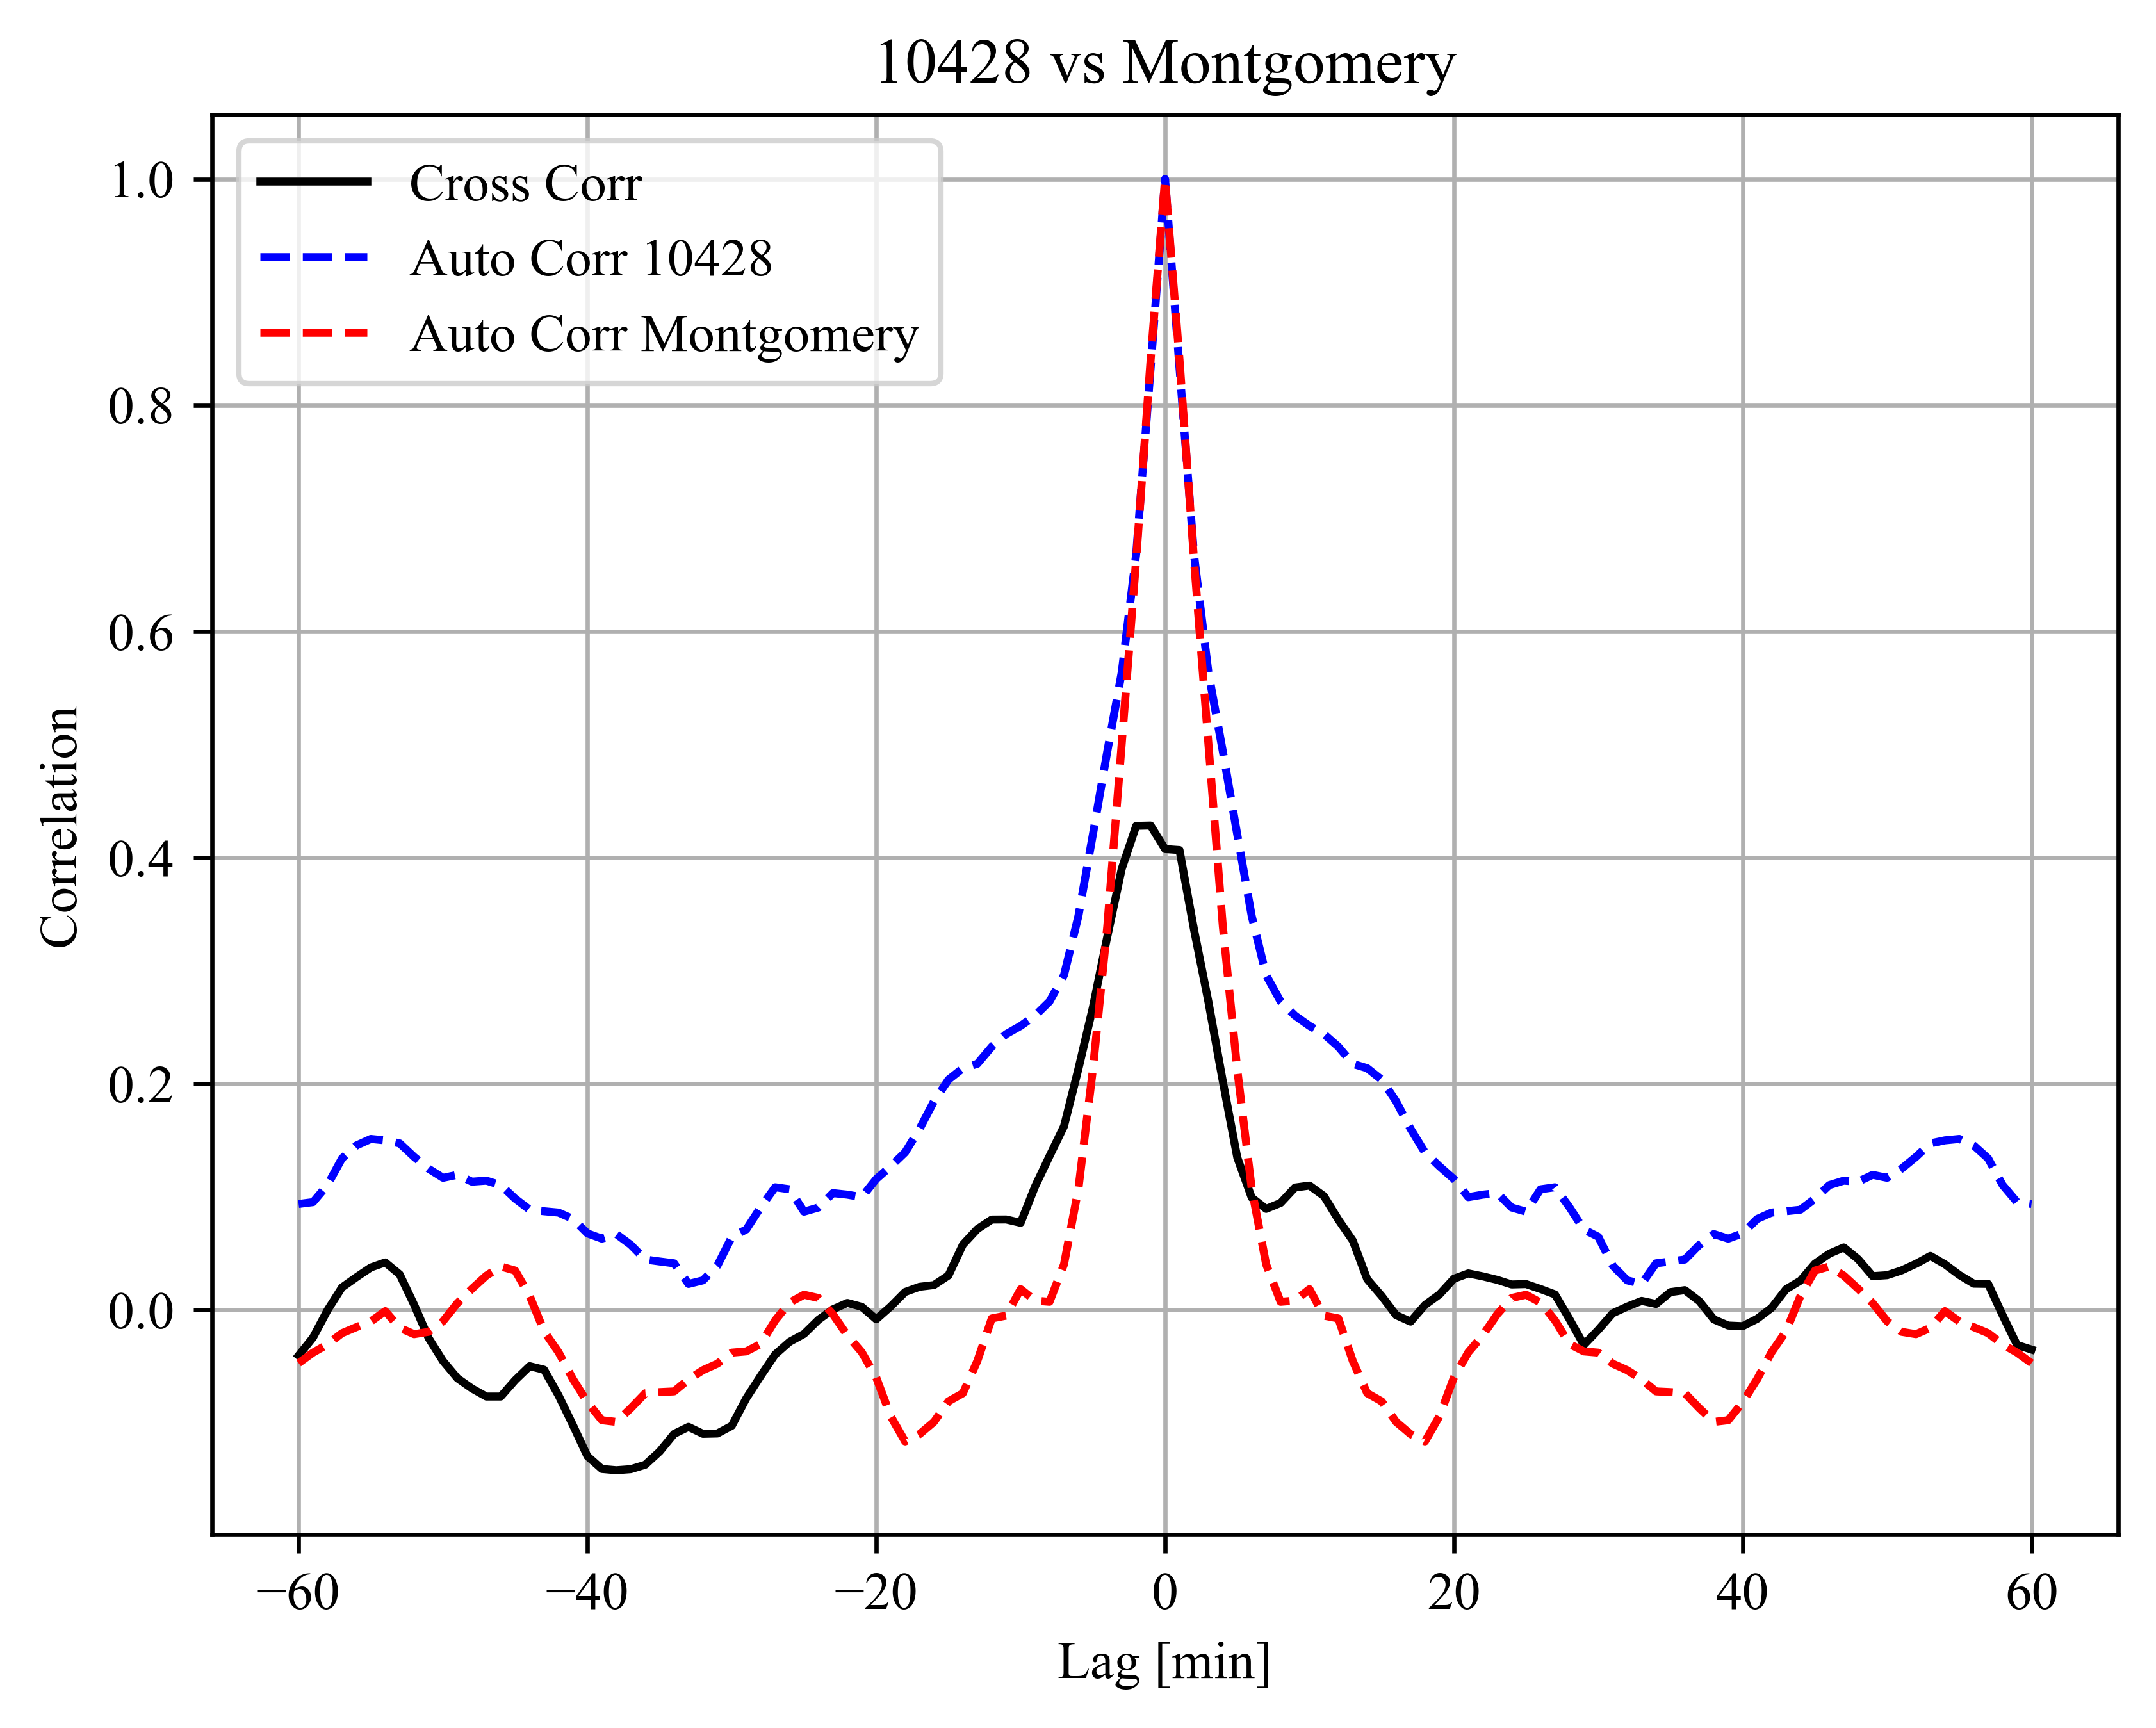 10428 vs Montgomery
Cross Corr
Auto Corr 10428
Auto Corr Montgomery
1.0
0.8
0.6
0.4
0.2
0.0
Correlation
−60 −40 −20 0 20 40 60
Lag [min]